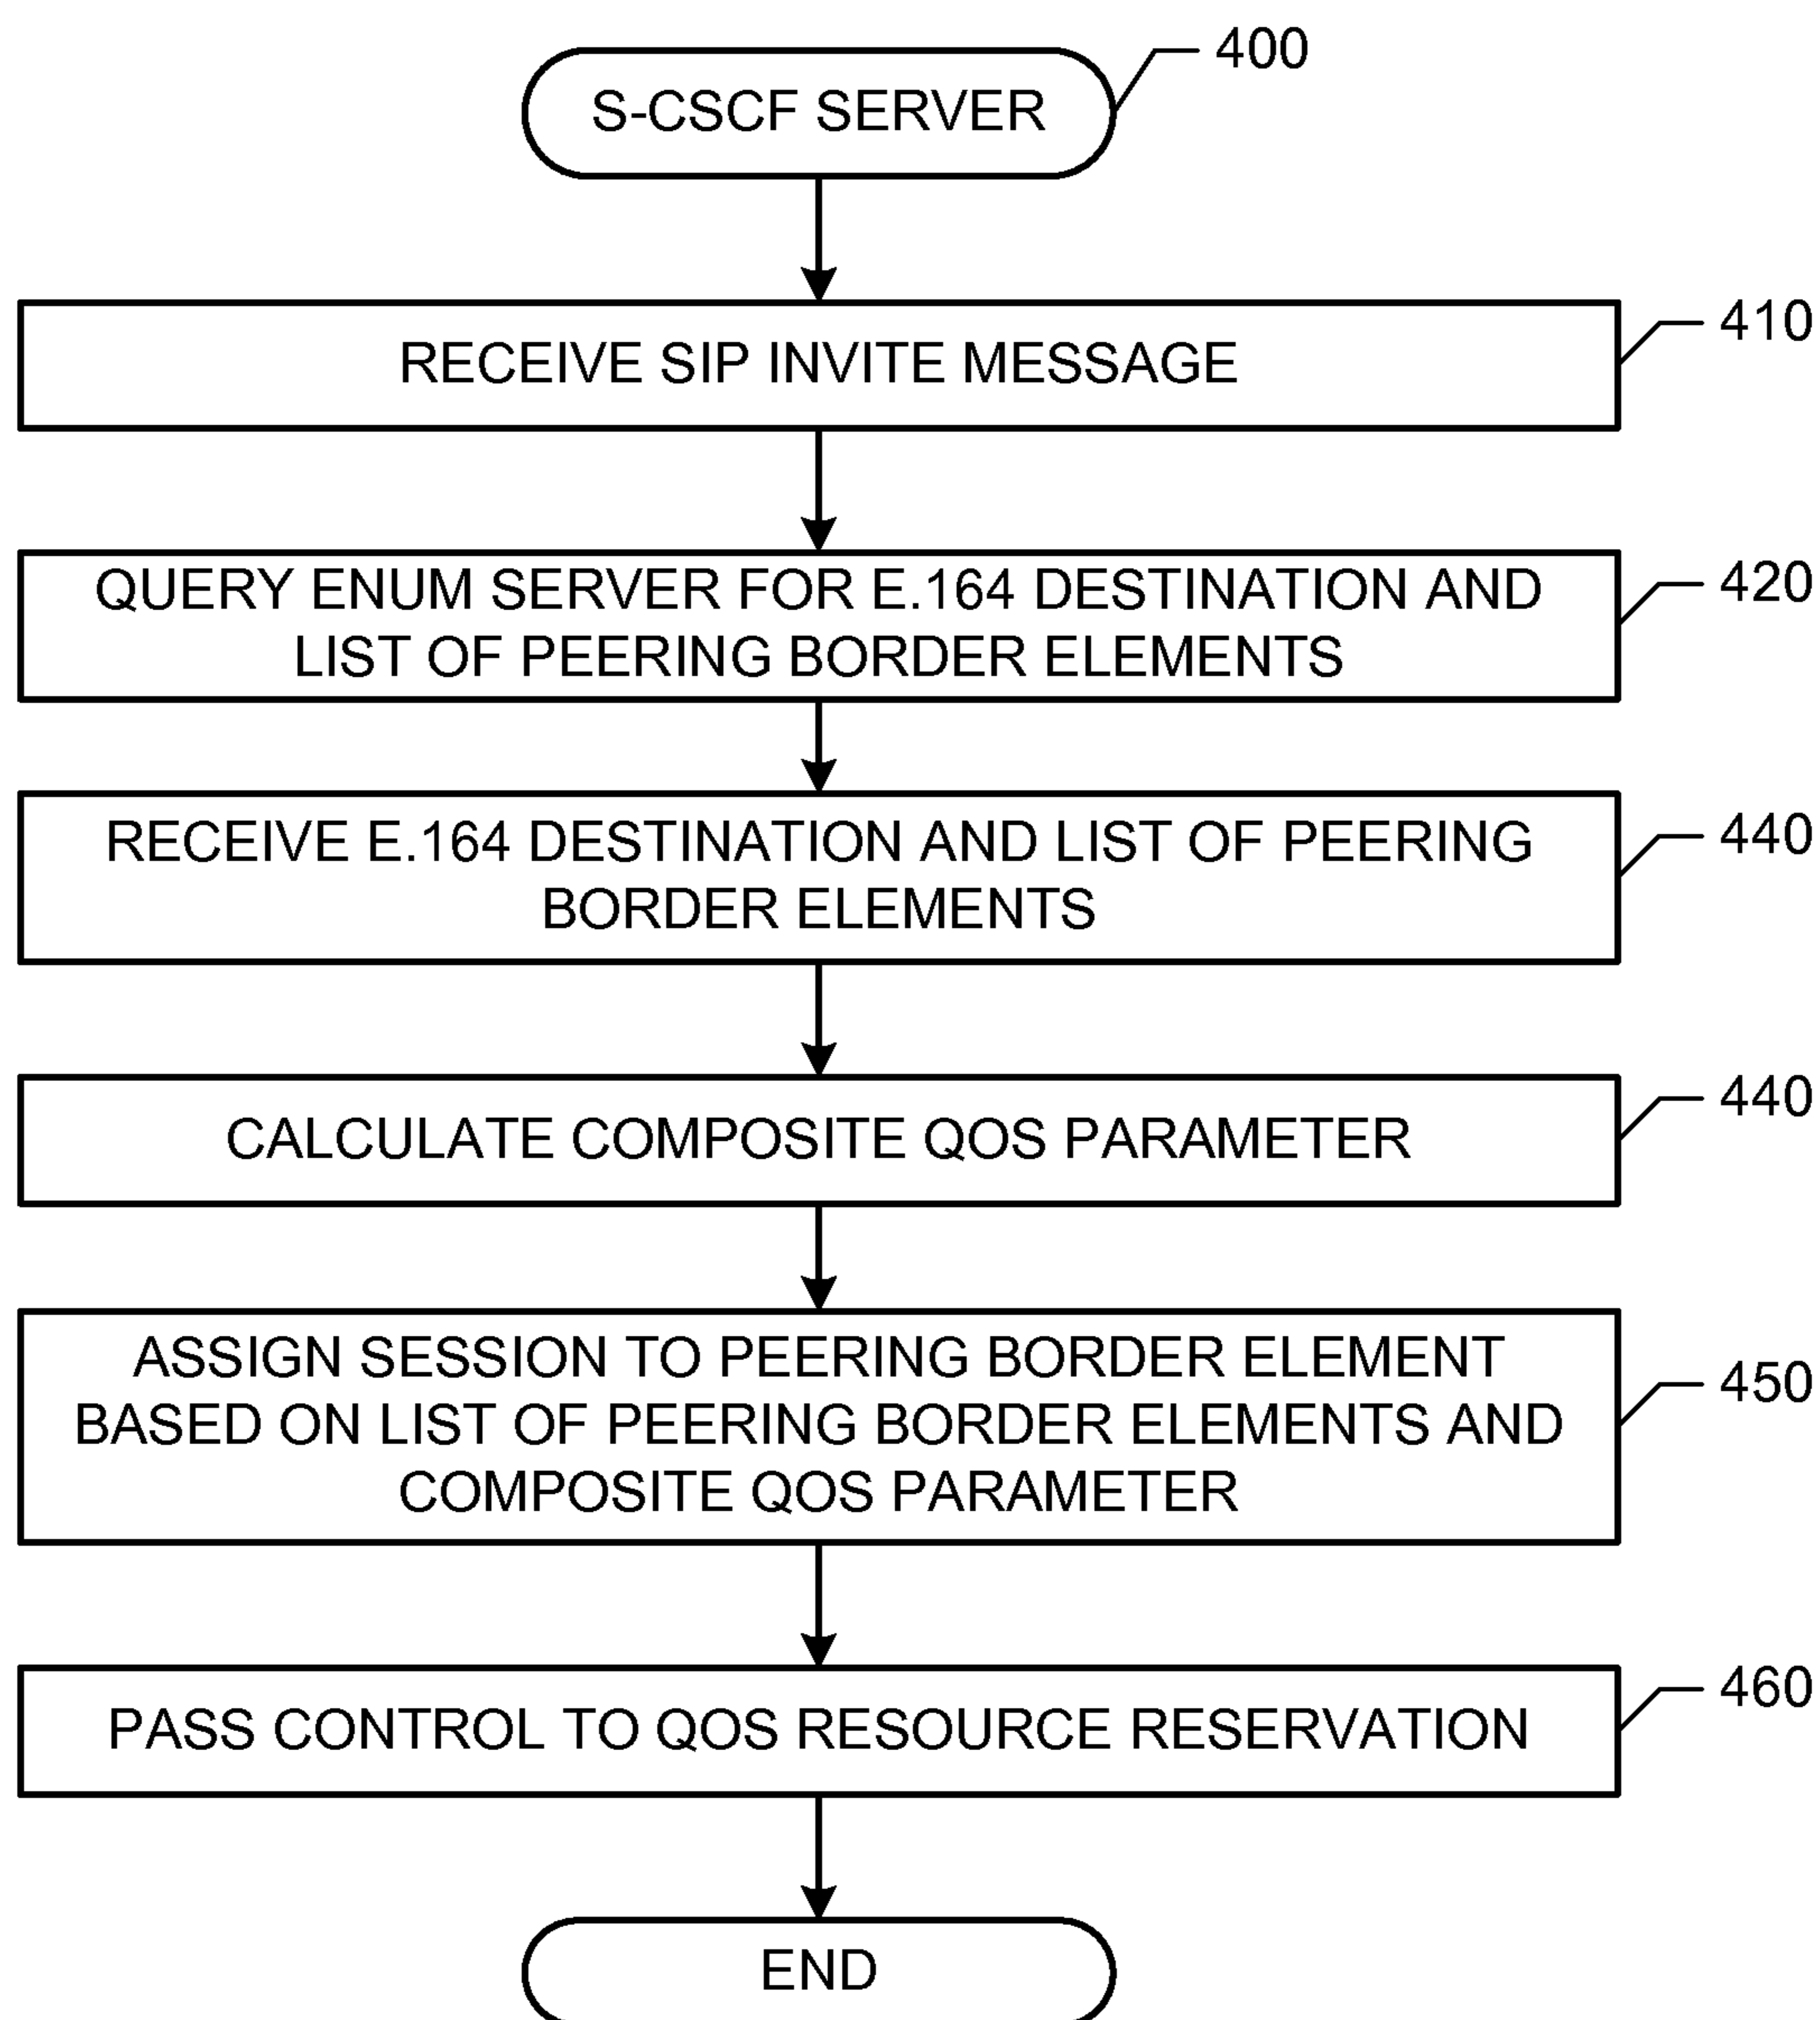 400
S-CSCF SERVER
410
RECEIVE SIP INVITE MESSAGE
420
QUERY ENUM SERVER FOR E.164 DESTINATION AND
LIST OF PEERING BORDER ELEMENTS
440
RECEIVE E.164 DESTINATION AND LIST OF PEERING
BORDER ELEMENTS
440
CALCULATE COMPOSITE QOS PARAMETER
450
ASSIGN SESSION TO PEERING BORDER ELEMENT
BASED ON LIST OF PEERING BORDER ELEMENTS AND
COMPOSITE QOS PARAMETER
460
PASS CONTROL TO QOS RESOURCE RESERVATION
END